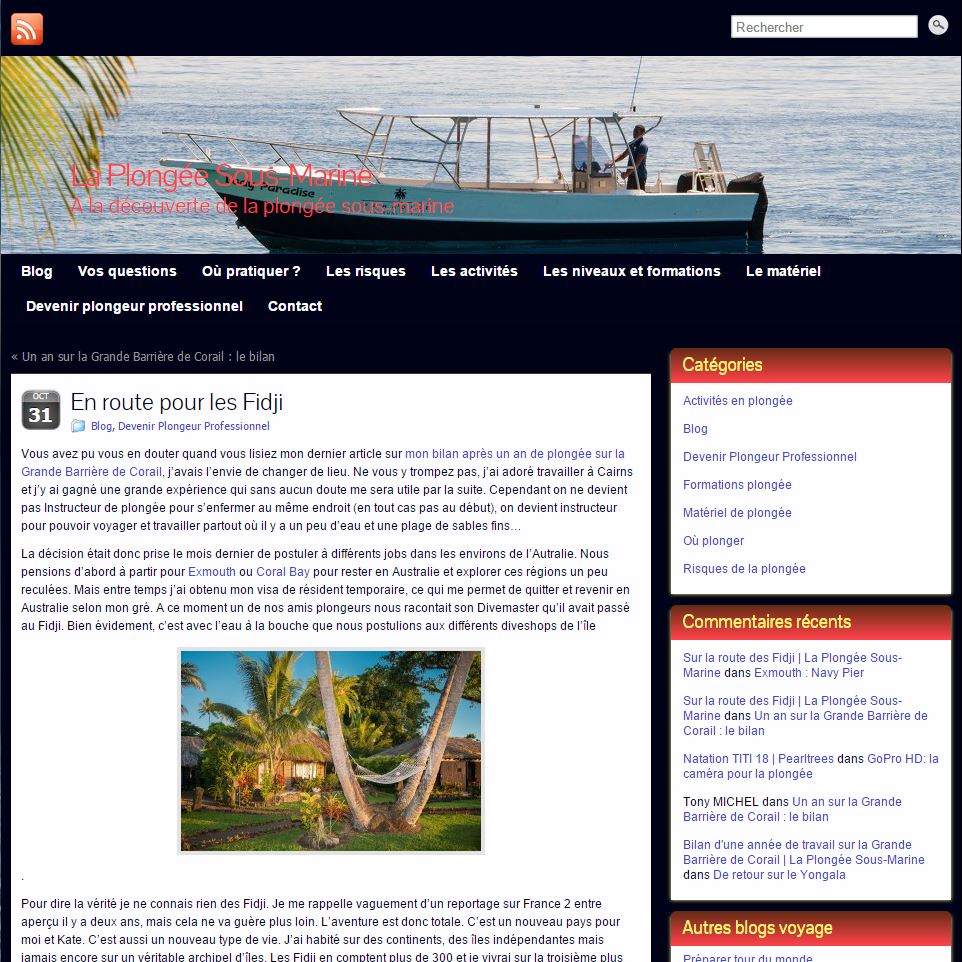 Rechercher
La Plongée Sous-Marine
A la découverte de la plongée sous-marine
Paradise
Blog Vos questions Où pratiquer ? Les risques Les activités Les niveaux et formations Le matériel
Devenir plongeur professionnel Contact
« Un an sur la Grande Barrière de Corail : le bilan
OCT
31
En route pour les Fidji
Blog, Devenir Plongeur Professionnel
Vous avez pu vous en douter quand vous lisiez mon dernier article sur mon bilan après un an de plongée sur la
Grande Barrière de Corail, j’avais l’envie de changer de lieu. Ne vous y trompez pas, j’ai adoré travailler à Cairns
et j’y ai gagné une grande expérience qui sans aucun doute me sera utile par la suite. Cependant on ne devient
pas Instructeur de plongée pour s’enfermer au même endroit (en tout cas pas au début), on devient instructeur
pour pouvoir voyager et travailler partout où il y a un peu d’eau et une plage de sables fins…
La décision était donc prise le mois dernier de postuler à différents jobs dans les environs de l’Autralie. Nous
pensions d’abord à partir pour Exmouth ou Coral Bay pour rester en Australie et explorer ces régions un peu
reculées. Mais entre temps j’ai obtenu mon visa de résident temporaire, ce qui me permet de quitter et revenir en
Australie selon mon gré. A ce moment un de nos amis plongeurs nous racontait son Divemaster qu’il avait passé
au Fidji. Bien évidement, c’est avec l’eau à la bouche que nous postulions aux différents diveshops de l’île
.
Pour dire la vérité je ne connais rien des Fidji. Je me rappelle vaguement d’un reportage sur France 2 entre
aperçu il y a deux ans, mais cela ne va guère plus loin. L’aventure est donc totale. C’est un nouveau pays pour
moi et Kate. C’est aussi un nouveau type de vie. J’ai habité sur des continents, des îles indépendantes mais
jamais encore sur un véritable archipel d’îles. Les Fidji en comptent plus de 300 et je vivrai sur la troisième plus
Catégories
Activités en plongée
Blog
Devenir Plongeur Professionnel
Formations plongée
Matériel de plongée
Où plonger
Risques de la plongée
Commentaires récents
Sur la route des Fidji | La Plongée Sous-
Marine dans Exmouth : Navy Pier
Sur la route des Fidji | La Plongée Sous-
Marine dans Un an sur la Grande Barrière de
Corail : le bilan
Natation TITI 18 | Pearltrees dans GoPro HD: la
caméra pour la plongée
Tony MICHEL dans Un an sur la Grande
Barrière de Corail : le bilan
Bilan d'une année de travail sur la Grande
Barrière de Corail | La Plongée Sous-Marine
dans De retour sur le Yongala
Autres blogs voyage
Préparer tour du monde